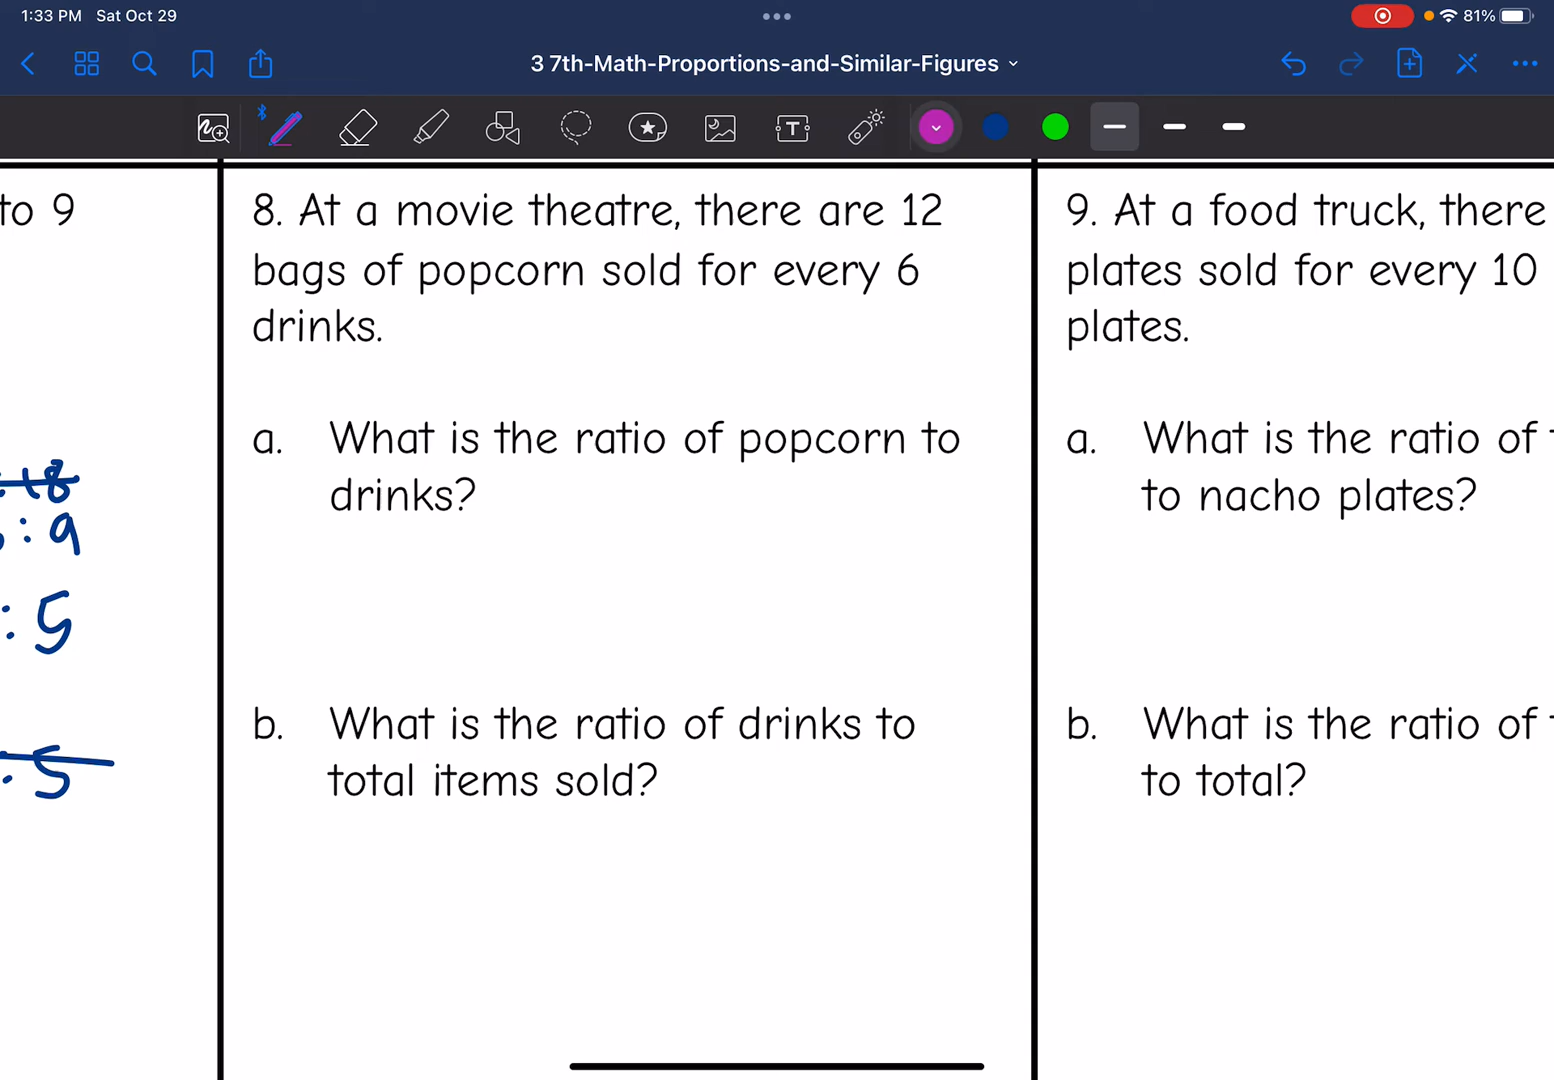 1:33 PM Sat Oct 29
81%
3 7th-Math-Proportions-and-Similar-Figures
to 9
: 9
: 5
8. At a movie theatre, there are 12
bags of popcorn sold for every 6
drinks.
a. What is the ratio of popcorn to
drinks?
b. What is the ratio of drinks to
total items sold?
9. At a food truck, there
plates sold for every 10
plates.
a. What is the ratio of
to nacho plates?
b. What is the ratio of
to total?